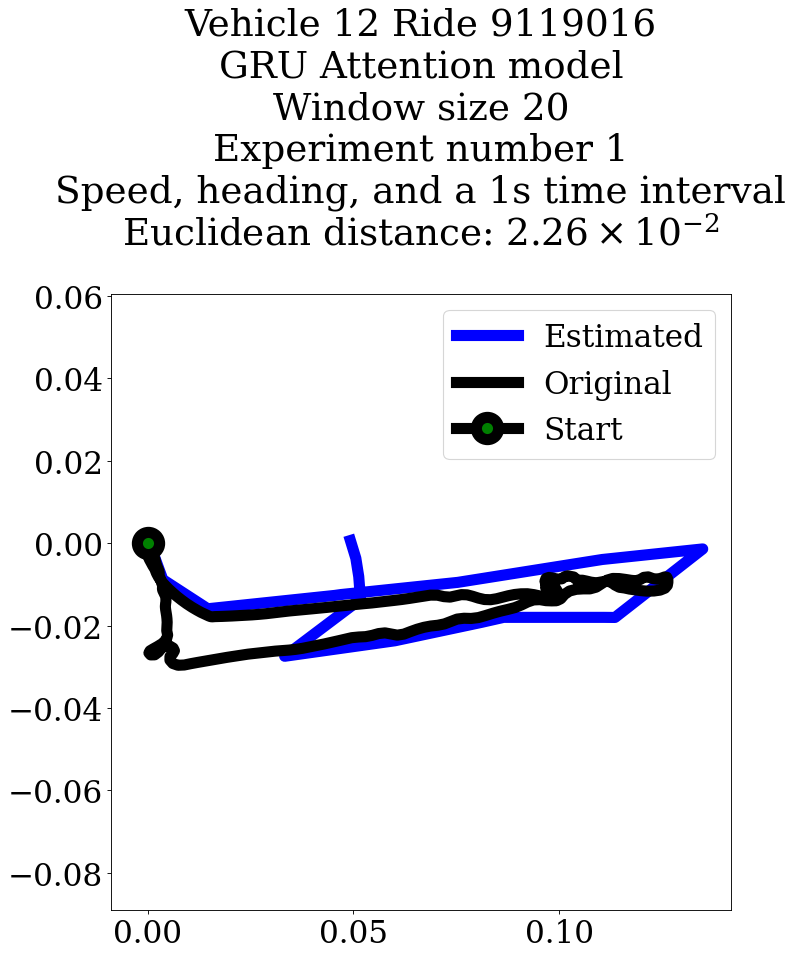 Vehicle 12 Ride 9119016
GRU Attention model
Window size 20
Experiment number 1
Speed, heading, and a 1s time interval
Euclidean distance: 2.26 × 10⁻²
0.06
Estimated
0.04
Original
Start
0.02
0.00
−0.02
−0.04
−0.06
−0.08
0.00 0.05 0.10